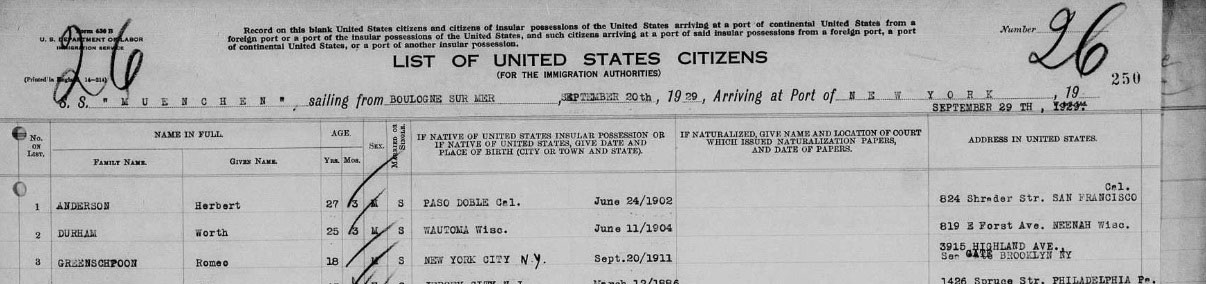 Form 630 B
U. S. DEPARTMENT OF LABOR
IMMIGRATION SERVICE
26
Record on this blank United States citizens and citizens of insular possessions of the United States arriving at a port of continental United States from a
foreign port or a port of the insular possessions of the United States, and such citizens arriving at a port of said insular possessions from a foreign port, a port
of continental United States, or a port of another insular possession.
Number 26
LIST OF UNITED STATES CITIZENS
(FOR THE IMMIGRATION AUTHORITIES)
250
S. S. "MUENCHEN", sailing from BOULOGNE SUR MER, SEPTEMBER 20th, 1929, Arriving at Port of NEW YORK, 19
SEPTEMBER 29 TH, 1929.
No. ON LIST.
NAME IN FULL.
FAMILY NAME.
GIVEN NAME.
AGE.
YRS. MOS.
SEX.
MARRIED OR SINGLE.
IF NATIVE OF UNITED STATES INSULAR POSSESSION OR
IF NATIVE OF UNITED STATES, GIVE DATE AND
PLACE OF BIRTH (CITY OR TOWN AND STATE).
IF NATURALIZED, GIVE NAME AND LOCATION OF COURT
WHICH ISSUED NATURALIZATION PAPERS,
AND DATE OF PAPERS.
ADDRESS IN UNITED STATES.
Cal.
1 ANDERSON Herbert 27 3 M S PASO DOBLE Cal. June 24/1902 824 Shrader Str. SAN FRANCISCO
2 DURHAM Worth 25 3 M S WAUTOMA Wisc. June 11/1904 819 E Forst Ave. NEENAH Wisc.
3915 HIGHLAND AVE.
3 GREENSCHPOON Romeo 18 M S NEW YORK CITY N.Y. Sept.20/1911 Sea GATE BROOKLYN NY
March 12/1886 1426 Spruce Str. PHILADELPHIA Pa.